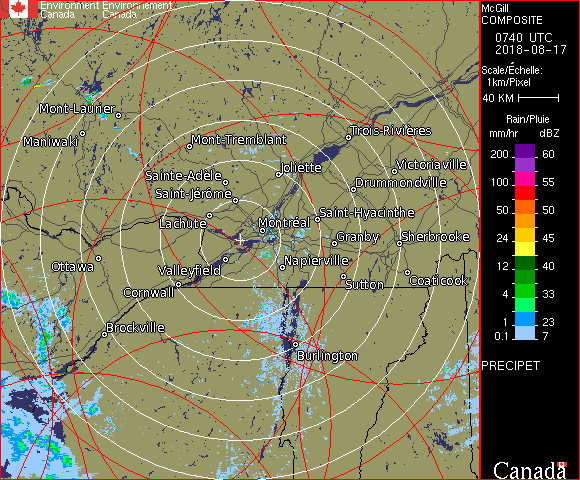 Environment Environnement
Canada Canada
McGill
COMPOSITE
0740 UTC
2018-08-17
Scale/Échelle:
1km/Pixel
40 KM
Rain/Pluie
mm/hr dBZ
200 60
150 57
100 55
50 50
24 45
12 40
4 33
1 23
0.1 7
PRECIPET
Canada
Mont-Laurier
Maniwaki
Mont-Tremblant
Trois-Rivières
Joliette
Victoriaville
Sainte-Adèle
Drummondville
Saint-Jérôme
Lachute
Saint-Hyacinthe
Montréal
Granby
Sherbrooke
Ottawa
Valleyfield
Napierville
Cornwall
Sutton
Coaticook
Brockville
Burlington